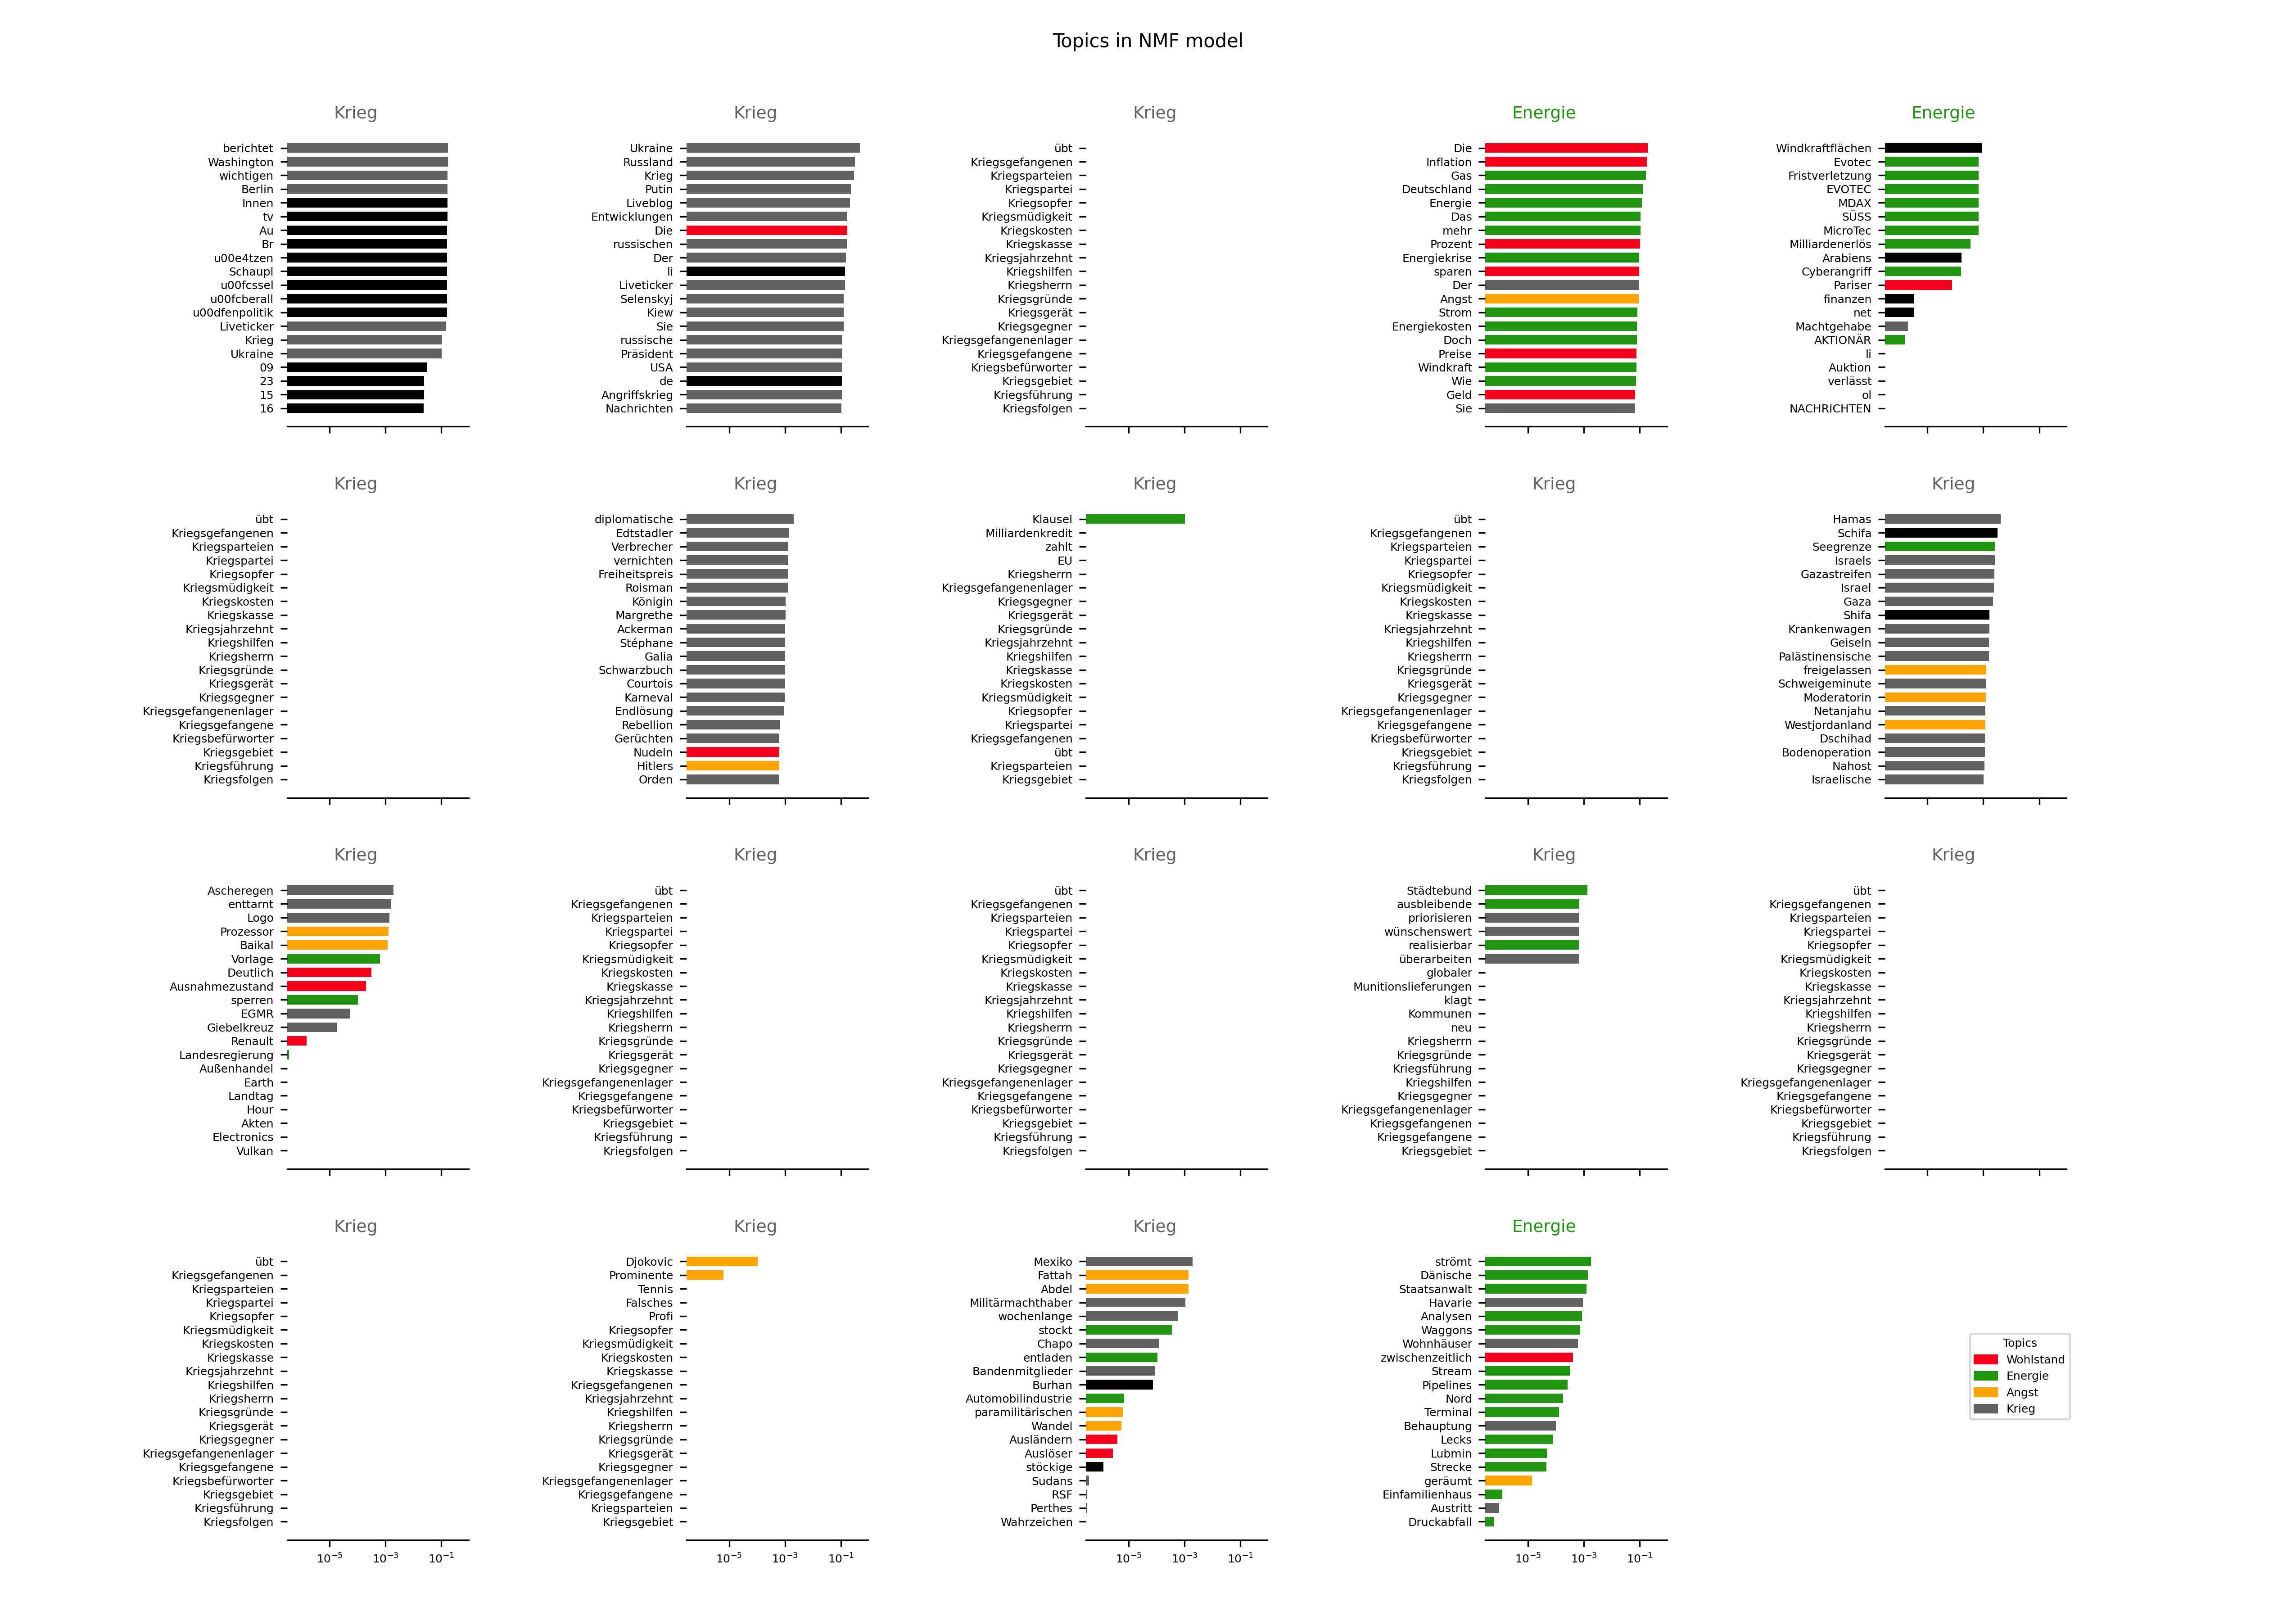 Topics in NMF model
Krieg
berichtet
Washington
wichtigen
Berlin
Innen
tv
Au
Br
u00e4tzen
Schaupl
u00fcssel
u00fcberall
u00dfenpolitik
Liveticker
Krieg
Ukraine
09
23
15
16
Krieg
Ukraine
Russland
Krieg
Putin
Liveblog
Entwicklungen
Die
russischen
Der
li
Liveticker
Selenskyj
Kiew
Sie
russische
Präsident
USA
de
Angriffskrieg
Nachrichten
Krieg
übt
Kriegsgefangenen
Kriegsparteien
Kriegspartei
Kriegsopfer
Kriegsmüdigkeit
Kriegskosten
Kriegskasse
Kriegsjahrzehnt
Kriegshilfen
Kriegsherrn
Kriegsgründe
Kriegsgerät
Kriegsgegner
Kriegsgefangenenlager
Kriegsgefangene
Kriegsbefürworter
Kriegsgebiet
Kriegsführung
Kriegsfolgen
Energie
Die
Inflation
Gas
Deutschland
Energie
Das
mehr
Prozent
Energiekrise
sparen
Der
Angst
Strom
Energiekosten
Doch
Preise
Windkraft
Wie
Geld
Sie
Energie
Windkraftflächen
Evotec
Fristverletzung
EVOTEC
MDAX
SÜSS
MicroTec
Milliardenerlös
Arabiens
Cyberangriff
Pariser
finanzen
net
Machtgehabe
AKTIONÄR
li
Auktion
verlässt
ol
NACHRICHTEN
Krieg
übt
Kriegsgefangenen
Kriegsparteien
Kriegspartei
Kriegsopfer
Kriegsmüdigkeit
Kriegskosten
Kriegskasse
Kriegsjahrzehnt
Kriegshilfen
Kriegsherrn
Kriegsgründe
Kriegsgerät
Kriegsgegner
Kriegsgefangenenlager
Kriegsgefangene
Kriegsbefürworter
Kriegsgebiet
Kriegsführung
Kriegsfolgen
Krieg
diplomatische
Edtstadler
Verbrecher
vernichten
Freiheitspreis
Roisman
Königin
Margrethe
Ackerman
Stéphane
Galia
Schwarzbuch
Courtois
Karneval
Endlösung
Rebellion
Gerüchten
Nudeln
Hitlers
Orden
Krieg
Klausel
Milliardenkredit
zahlt
EU
Kriegsherrn
Kriegsgefangenenlager
Kriegsgegner
Kriegsgerät
Kriegsgründe
Kriegsjahrzehnt
Kriegshilfen
Kriegskasse
Kriegskosten
Kriegsmüdigkeit
Kriegsopfer
Kriegspartei
Kriegsgefangenen
übt
Kriegsparteien
Kriegsgebiet
Krieg
übt
Kriegsgefangenen
Kriegsparteien
Kriegspartei
Kriegsopfer
Kriegsmüdigkeit
Kriegskosten
Kriegskasse
Kriegsjahrzehnt
Kriegshilfen
Kriegsherrn
Kriegsgründe
Kriegsgerät
Kriegsgegner
Kriegsgefangenenlager
Kriegsgefangene
Kriegsbefürworter
Kriegsgebiet
Kriegsführung
Kriegsfolgen
Krieg
Hamas
Schifa
Seegrenze
Israels
Gazastreifen
Israel
Gaza
Shifa
Krankenwagen
Geiseln
Palästinensische
freigelassen
Schweigeminute
Moderatorin
Netanjahu
Westjordanland
Dschihad
Bodenoperation
Nahost
Israelische
Krieg
Ascheregen
enttarnt
Logo
Prozessor
Baikal
Vorlage
Deutlich
Ausnahmezustand
sperren
EGMR
Giebelkreuz
Renault
Landesregierung
Außenhandel
Earth
Landtag
Hour
Akten
Electronics
Vulkan
Krieg
übt
Kriegsgefangenen
Kriegsparteien
Kriegspartei
Kriegsopfer
Kriegsmüdigkeit
Kriegskosten
Kriegskasse
Kriegsjahrzehnt
Kriegshilfen
Kriegsherrn
Kriegsgründe
Kriegsgerät
Kriegsgegner
Kriegsgefangenenlager
Kriegsgefangene
Kriegsbefürworter
Kriegsgebiet
Kriegsführung
Kriegsfolgen
Krieg
übt
Kriegsgefangenen
Kriegsparteien
Kriegspartei
Kriegsopfer
Kriegsmüdigkeit
Kriegskosten
Kriegskasse
Kriegsjahrzehnt
Kriegshilfen
Kriegsherrn
Kriegsgründe
Kriegsgerät
Kriegsgegner
Kriegsgefangenenlager
Kriegsgefangene
Kriegsbefürworter
Kriegsgebiet
Kriegsführung
Kriegsfolgen
Krieg
Städtebund
ausbleibende
priorisieren
wünschenswert
realisierbar
überarbeiten
globaler
Munitionslieferungen
klagt
Kommunen
neu
Kriegsherrn
Kriegsgründe
Kriegsführung
Kriegshilfen
Kriegsgegner
Kriegsgefangenenlager
Kriegsgefangenen
Kriegsgefangene
Kriegsgebiet
Krieg
übt
Kriegsgefangenen
Kriegsparteien
Kriegspartei
Kriegsopfer
Kriegsmüdigkeit
Kriegskosten
Kriegskasse
Kriegsjahrzehnt
Kriegshilfen
Kriegsherrn
Kriegsgründe
Kriegsgerät
Kriegsgegner
Kriegsgefangenenlager
Kriegsgefangene
Kriegsbefürworter
Kriegsgebiet
Kriegsführung
Kriegsfolgen
Krieg
übt
Kriegsgefangenen
Kriegsparteien
Kriegspartei
Kriegsopfer
Kriegsmüdigkeit
Kriegskosten
Kriegskasse
Kriegsjahrzehnt
Kriegshilfen
Kriegsherrn
Kriegsgründe
Kriegsgerät
Kriegsgegner
Kriegsgefangenenlager
Kriegsgefangene
Kriegsbefürworter
Kriegsgebiet
Kriegsführung
Kriegsfolgen
10⁻⁵ 10⁻³ 10⁻¹
Krieg
Djokovic
Prominente
Tennis
Falsches
Profi
Kriegsopfer
Kriegsmüdigkeit
Kriegskosten
Kriegskasse
Kriegsgefangenen
Kriegsjahrzehnt
Kriegshilfen
Kriegsherrn
Kriegsgründe
Kriegsgerät
Kriegsgegner
Kriegsgefangenenlager
Kriegsgefangene
Kriegsparteien
Kriegsgebiet
10⁻⁵ 10⁻³ 10⁻¹
Krieg
Mexiko
Fattah
Abdel
Militärmachthaber
wochenlange
stockt
Chapo
entladen
Bandenmitglieder
Burhan
Automobilindustrie
paramilitärischen
Wandel
Ausländern
Auslöser
stöckige
Sudans
RSF
Perthes
Wahrzeichen
10⁻⁵ 10⁻³ 10⁻¹
Energie
strömt
Dänische
Staatsanwalt
Havarie
Analysen
Waggons
Wohnhäuser
zwischenzeitlich
Stream
Pipelines
Nord
Terminal
Behauptung
Lecks
Lubmin
Strecke
geräumt
Einfamilienhaus
Austritt
Druckabfall
10⁻⁵ 10⁻³ 10⁻¹
Topics
Wohlstand
Energie
Angst
Krieg